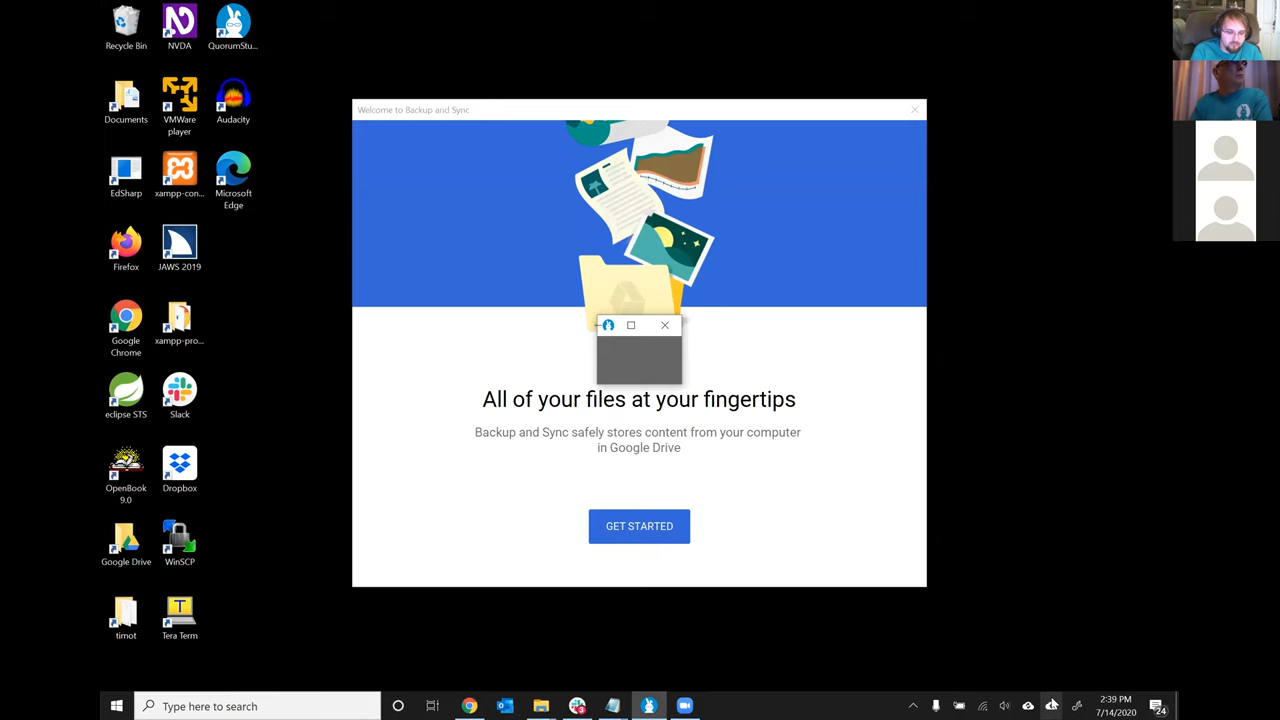 Recycle Bin
NVDA
QuorumStu...
Documents
VMWare
player
Audacity
EdSharp
xampp-con...
Microsoft
Edge
Firefox
JAWS 2019
Google
Chrome
xampp-pro...
eclipse STS
Slack
OpenBook
9.0
Dropbox
Google Drive
WinSCP
timot
T
Tera Term
Welcome to Backup and Sync
All of your files at your fingertips
Backup and Sync safely stores content from your computer
in Google Drive
GET STARTED
Type here to search
2:39 PM
7/14/2020
24